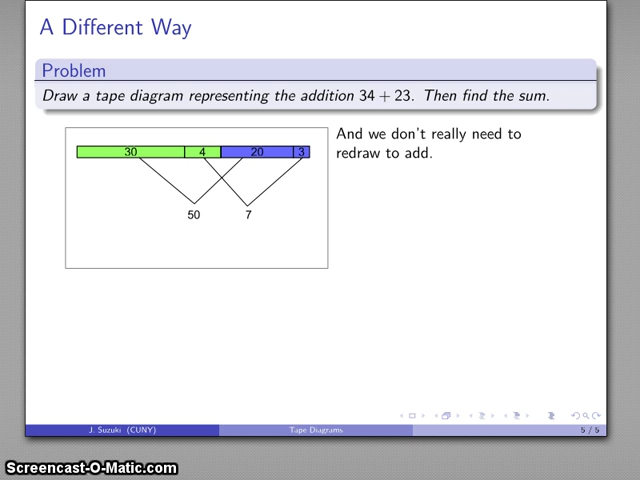 A Different Way
Problem
Draw a tape diagram representing the addition 34 + 23. Then find the sum.
And we don't really need to
redraw to add.
30 4 20 3
50 7
J. Suzuki (CUNY) Tape Diagrams 5 / 5
Screencast-O-Matic.com